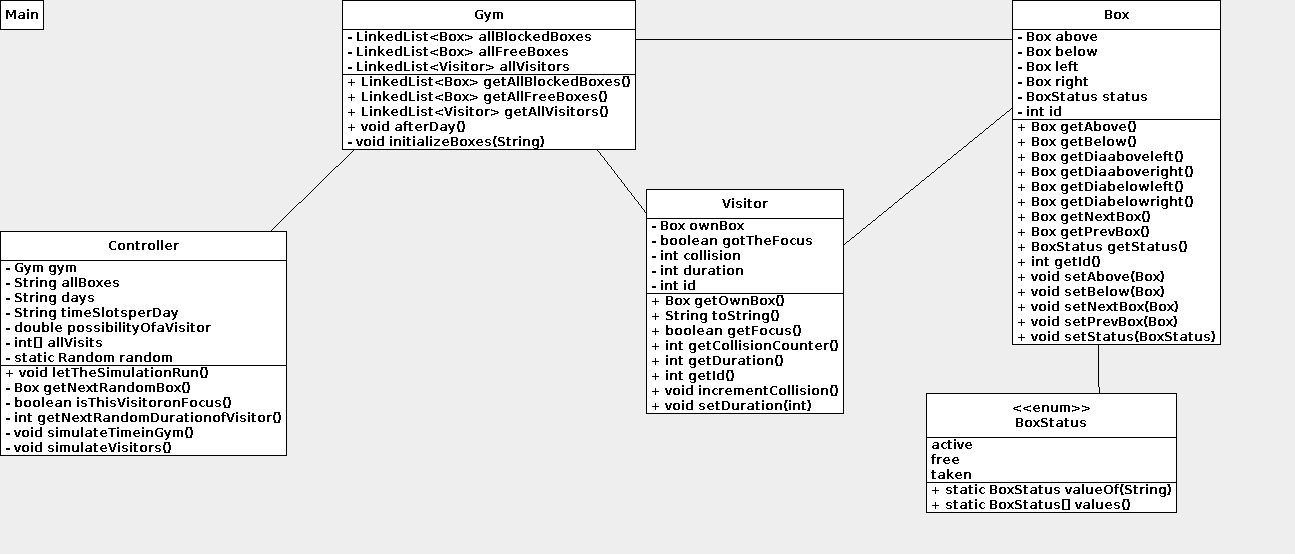 Main
Gym
- LinkedList<Box> allBlockedBoxes
- LinkedList<Box> allFreeBoxes
- LinkedList<Visitor> allVisitors
+ LinkedList<Box> getAllBlockedBoxes()
+ LinkedList<Box> getAllFreeBoxes()
+ LinkedList<Visitor> getAllVisitors()
+ void afterDay()
- void initializeBoxes(String)
Box
- Box above
- Box below
- Box left
- Box right
- BoxStatus status
- int id
+ Box getAbove()
+ Box getBelow()
+ Box getDiaaboveleft()
+ Box getDiaaboveright()
+ Box getDiabelowleft()
+ Box getDiabelowright()
+ Box getNextBox()
+ Box getPrevBox()
+ BoxStatus getStatus()
+ int getId()
+ void setAbove(Box)
+ void setBelow(Box)
+ void setNextBox(Box)
+ void setPrevBox(Box)
+ void setStatus(BoxStatus)
Controller
- Gym gym
- String allBoxes
- String days
- String timeSlotsperDay
- double possibilityOfaVisitor
- int[] allVisits
- static Random random
+ void letTheSimulationRun()
- Box getNextRandomBox()
- boolean isThisVisitoronFocus()
- int getNextRandomDurationofVisitor()
- void simulateTimeinGym()
- void simulateVisitors()
Visitor
- Box ownBox
- boolean gotTheFocus
- int collision
- int duration
- int id
+ Box getOwnBox()
+ String toString()
+ boolean getFocus()
+ int getCollisionCounter()
+ int getDuration()
+ int getId()
+ void incrementCollision()
+ void setDuration(int)
<<enum>>
BoxStatus
active
free
taken
+ static BoxStatus valueOf(String)
+ static BoxStatus[] values()